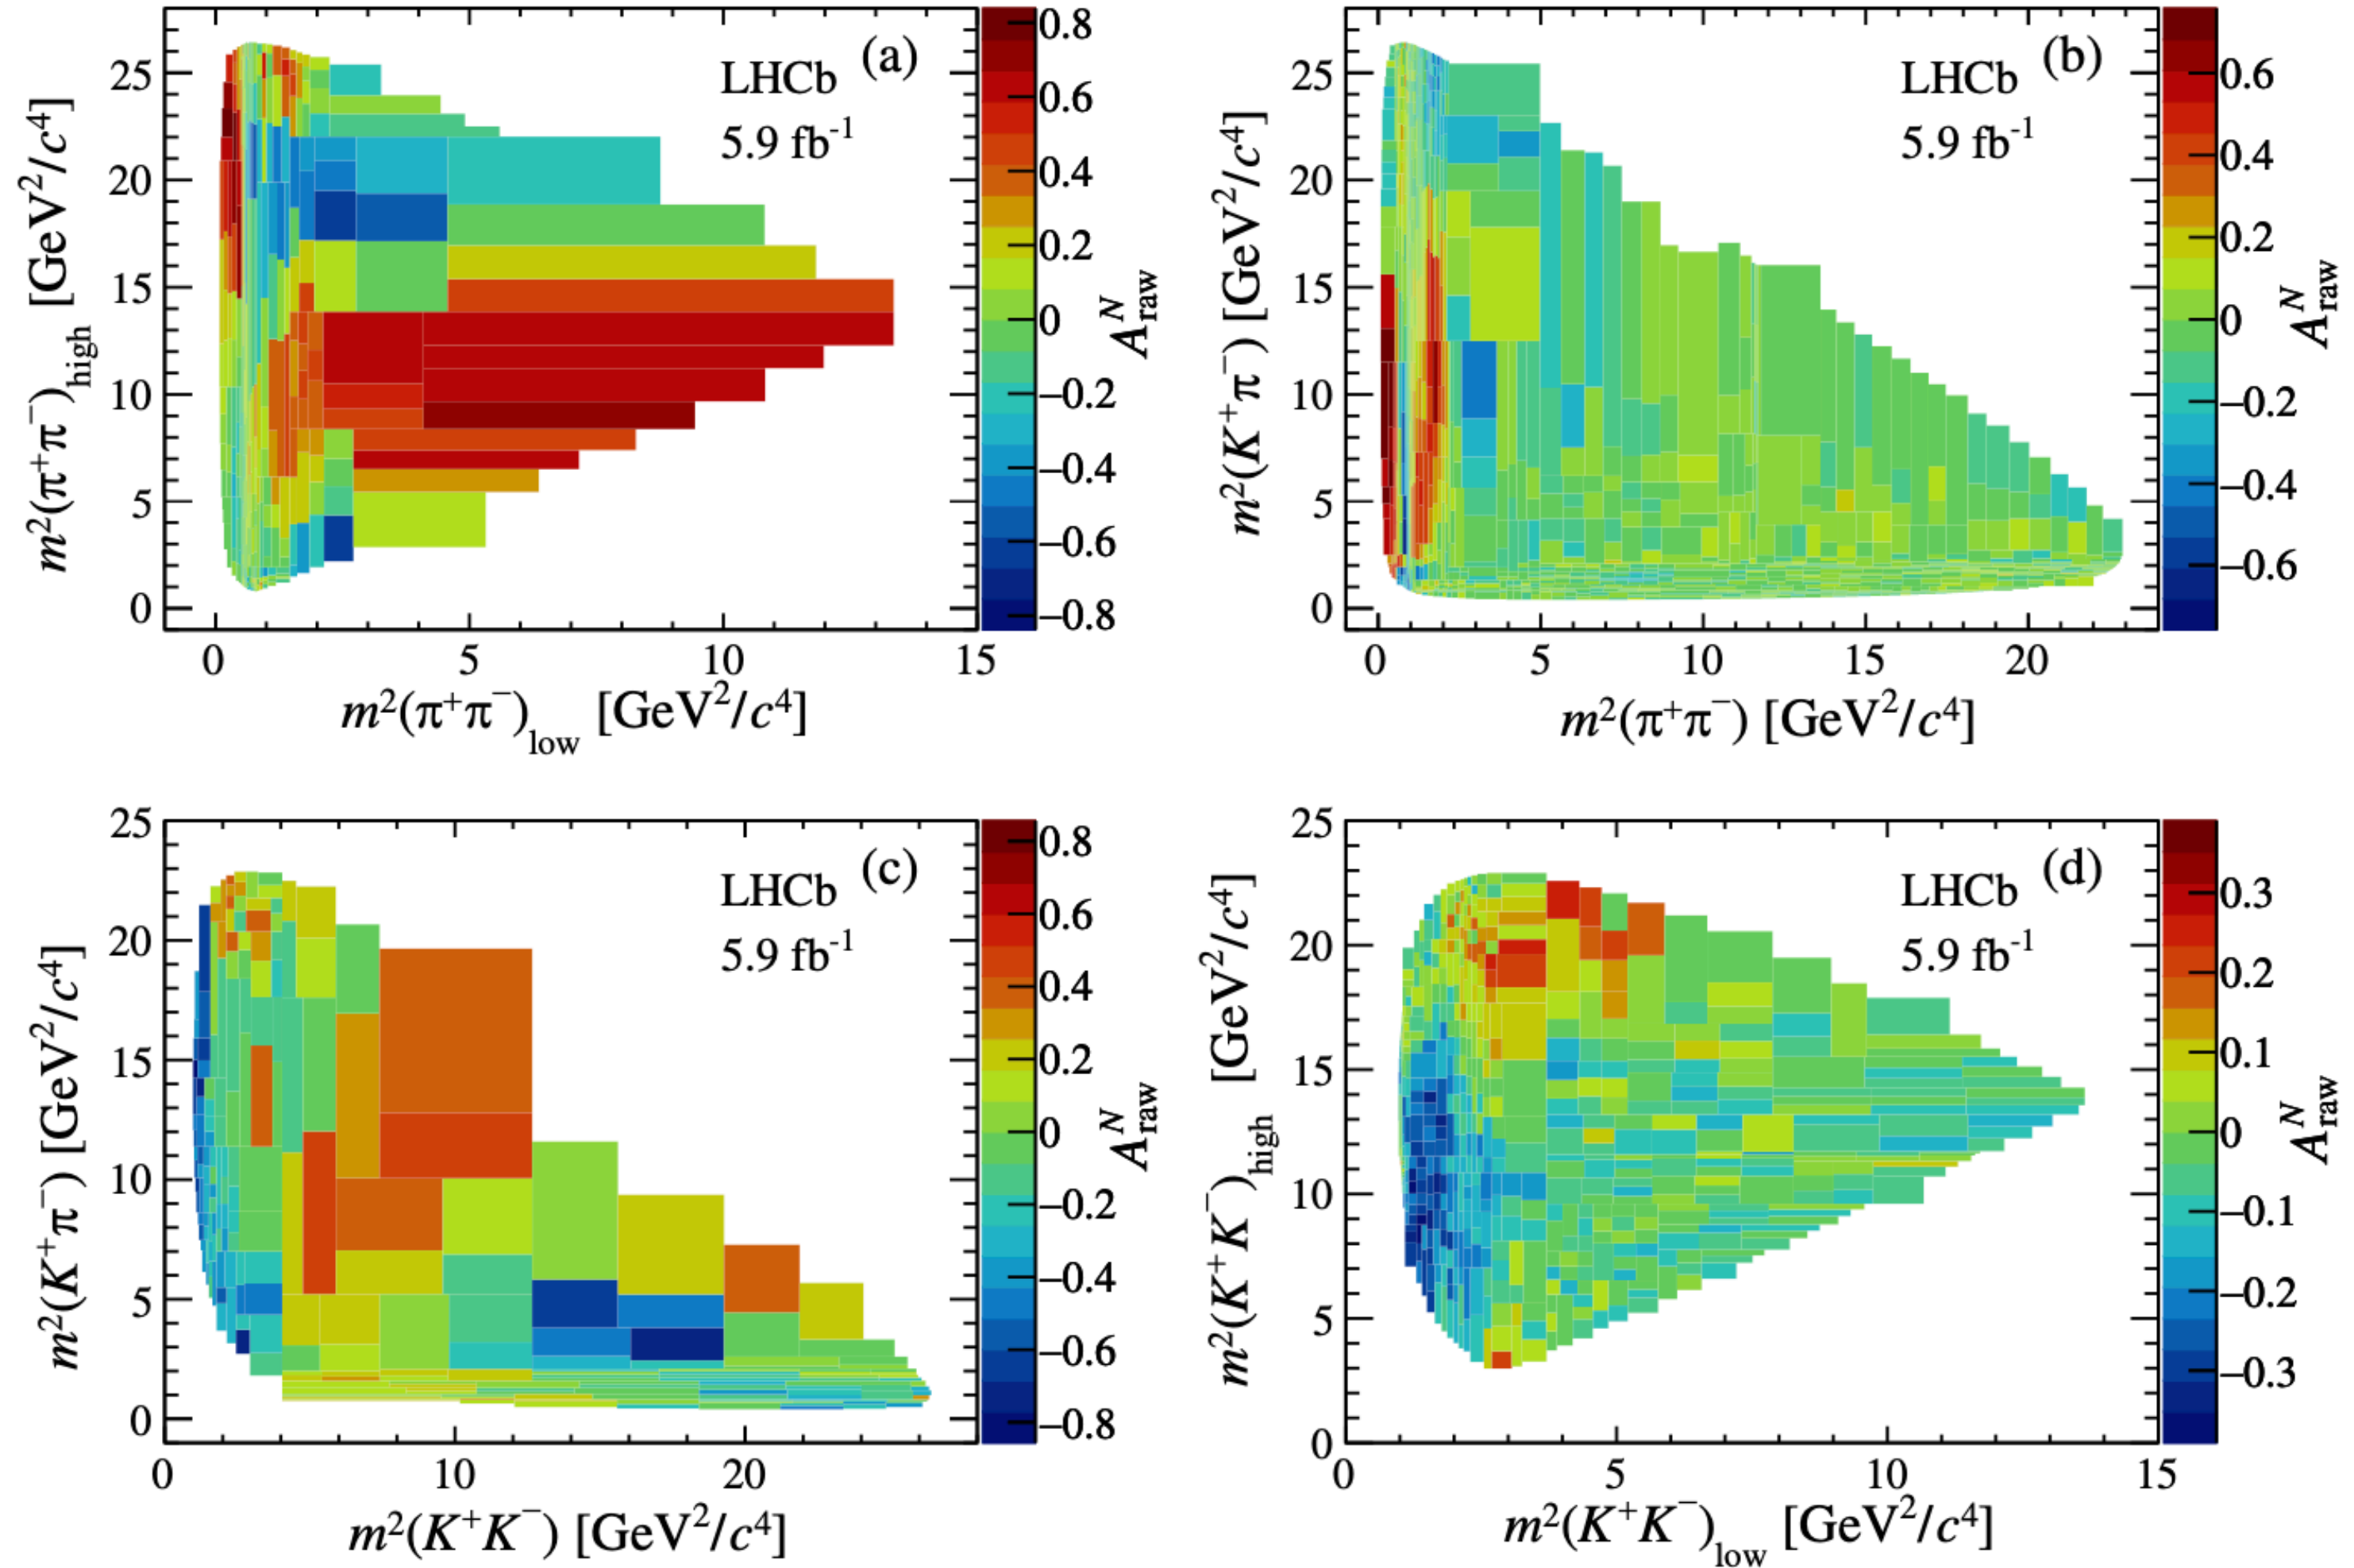 (a)
LHCb
5.9 fb⁻¹
m²(π⁺π⁻)high [GeV²/c⁴]
25
20
15
10
5
0
0 5 10 15
m²(π⁺π⁻)low [GeV²/c⁴]
0.8
0.6
0.4
0.2
0
−0.2
−0.4
−0.6
−0.8
A^N_raw
(b)
LHCb
5.9 fb⁻¹
m²(K⁺π⁻) [GeV²/c⁴]
25
20
15
10
5
0
0 5 10 15 20
m²(π⁺π⁻) [GeV²/c⁴]
0.6
0.4
0.2
0
−0.2
−0.4
−0.6
A^N_raw
(c)
LHCb
5.9 fb⁻¹
m²(K⁺π⁻) [GeV²/c⁴]
25
20
15
10
5
0
0 10 20
m²(K⁺K⁻) [GeV²/c⁴]
0.8
0.6
0.4
0.2
0
−0.2
−0.4
−0.6
−0.8
A^N_raw
(d)
LHCb
5.9 fb⁻¹
m²(K⁺K⁻)high [GeV²/c⁴]
25
20
15
10
5
0
0 5 10 15
m²(K⁺K⁻)low [GeV²/c⁴]
0.3
0.2
0.1
0
−0.1
−0.2
−0.3
A^N_raw